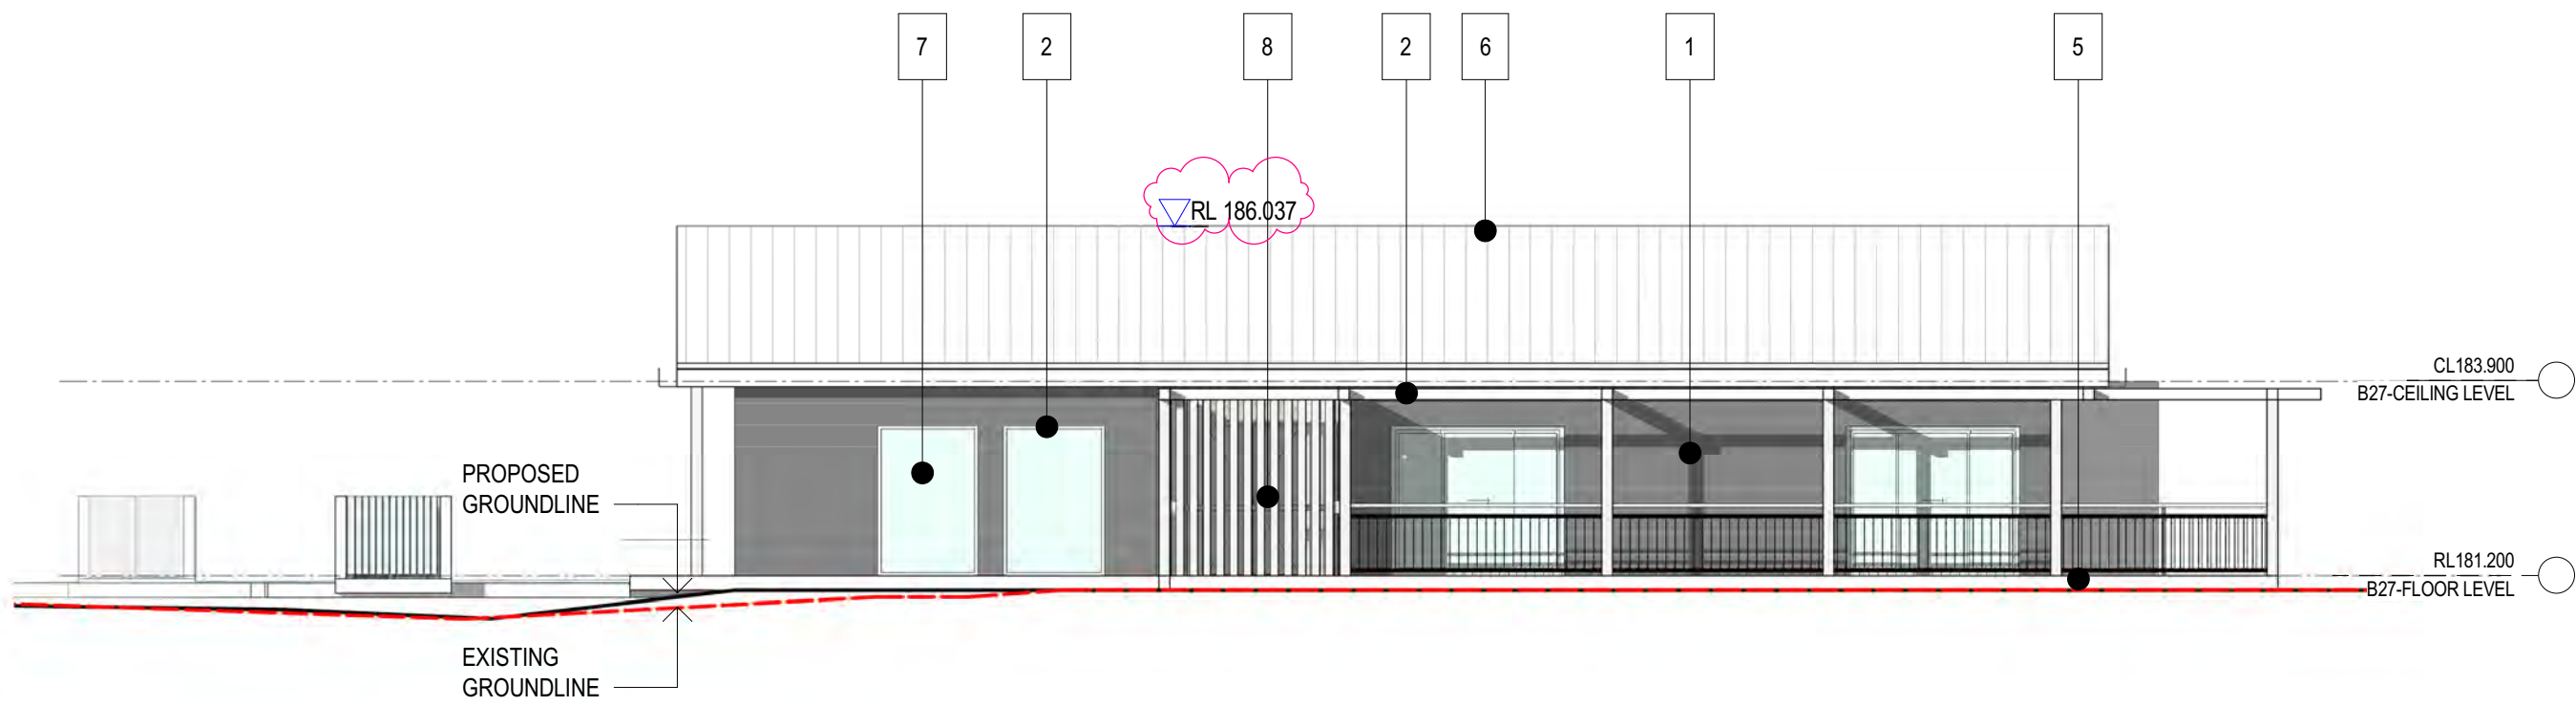 7
2
8
2
6
1
5
RL 186.037
CL183.900
B27-CEILING LEVEL
PROPOSED
GROUNDLINE
RL181.200
B27-FLOOR LEVEL
EXISTING
GROUNDLINE